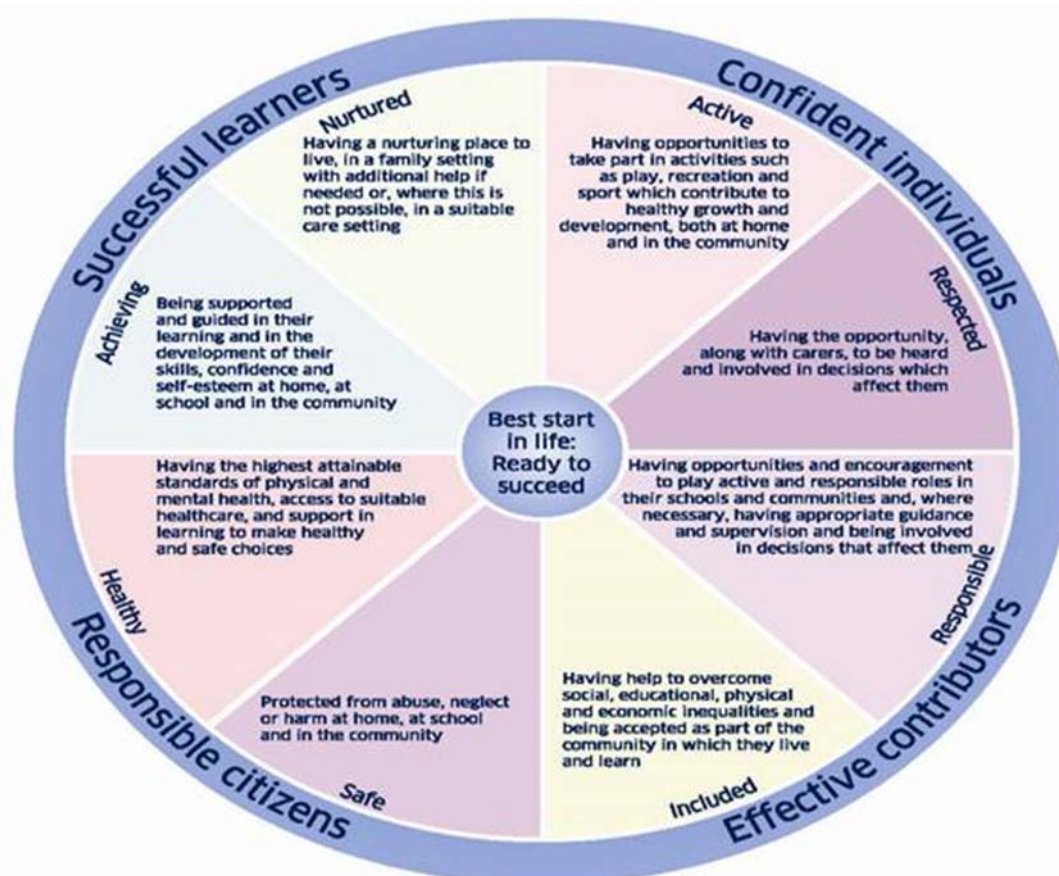 Successful learners
Confident individuals
Nurtured
Having a nurturing place to
live, in a family setting
with additional help if
needed or, where this is
not possible, in a suitable
care setting
Active
Having opportunities to
take part in activities such
as play, recreation and
sport which contribute to
healthy growth and
development, both at home
and in the community
Achieving
Being supported
and guided in their
learning and in the
development of their
skills, confidence and
self-esteem at home, at
school and in the community
Respected
Having the opportunity,
along with carers, to be heard
and involved in decisions which
affect them
Best start
in life:
Ready to
succeed
Having the highest attainable
standards of physical and
mental health, access to suitable
healthcare, and support in
learning to make healthy
and safe choices
Healthy
Having opportunities and encouragement
to play active and responsible roles in
their schools and communities and, where
necessary, having appropriate guidance
and supervision and being involved
in decisions that affect them
Responsible
Protected from abuse, neglect
or harm at home, at school
and in the community
Safe
Having help to overcome
social, educational, physical
and economic inequalities and
being accepted as part of the
community in which they live
and learn
Included
Responsible citizens
Effective contributors